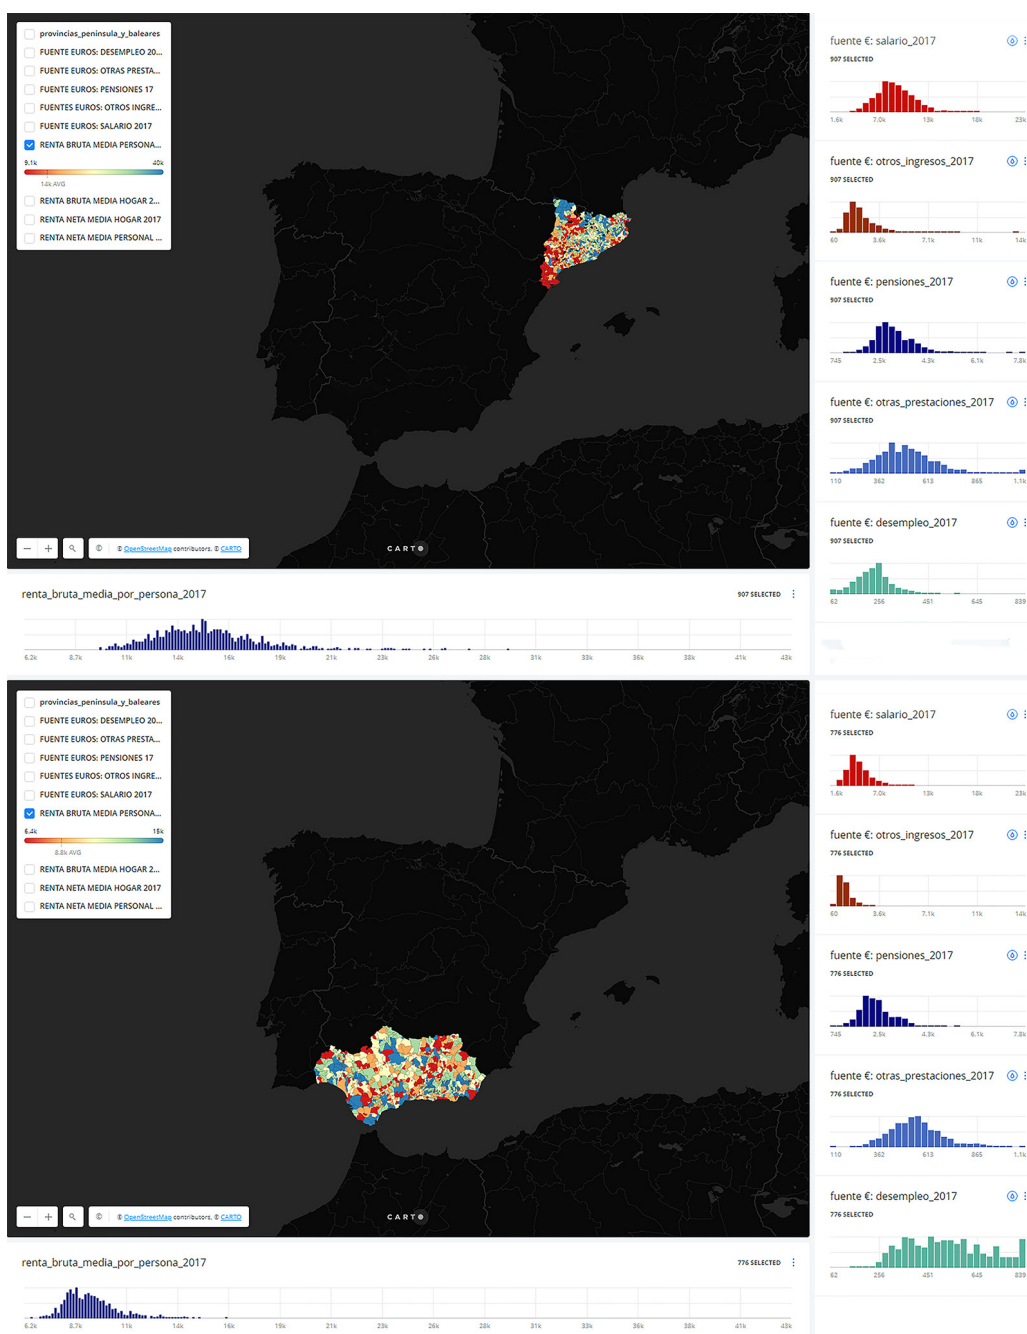 provincias_peninsula_y_baleares
FUENTE EUROS: DESEMPLEO 20...
FUENTE EUROS: OTRAS PRESTA...
FUENTE EUROS: PENSIONES 17
FUENTES EUROS: OTROS INGRE...
FUENTE EUROS: SALARIO 2017
RENTA BRUTA MEDIA PERSONA...
9.1k 40k
14k AVG
RENTA BRUTA MEDIA HOGAR 2...
RENTA NETA MEDIA HOGAR 2017
RENTA NETA MEDIA PERSONAL ...
© © OpenStreetMap contributors, © CARTO
CARTO
renta_bruta_media_por_persona_2017
907 SELECTED
6.2k 8.7k 11k 14k 16k 19k 21k 23k 26k 28k 31k 33k 36k 38k 41k 43k
fuente €: salario_2017
907 SELECTED
1.6k 7.0k 13k 18k 23k
fuente €: otros_ingresos_2017
907 SELECTED
60 3.6k 7.1k 11k 14k
fuente €: pensiones_2017
907 SELECTED
745 2.5k 4.3k 6.1k 7.8k
fuente €: otras_prestaciones_2017
907 SELECTED
110 362 613 865 1.1k
fuente €: desempleo_2017
907 SELECTED
62 256 451 645 839
provincias_peninsula_y_baleares
FUENTE EUROS: DESEMPLEO 20...
FUENTE EUROS: OTRAS PRESTA...
FUENTE EUROS: PENSIONES 17
FUENTES EUROS: OTROS INGRE...
FUENTE EUROS: SALARIO 2017
RENTA BRUTA MEDIA PERSONA...
6.4k 15k
8.8k AVG
RENTA BRUTA MEDIA HOGAR 2...
RENTA NETA MEDIA HOGAR 2017
RENTA NETA MEDIA PERSONAL ...
© © OpenStreetMap contributors, © CARTO
CARTO
renta_bruta_media_por_persona_2017
776 SELECTED
6.2k 8.7k 11k 14k 16k 19k 21k 23k 26k 28k 31k 33k 36k 38k 41k 43k
fuente €: salario_2017
776 SELECTED
1.6k 7.0k 13k 18k 23k
fuente €: otros_ingresos_2017
776 SELECTED
60 3.6k 7.1k 11k 14k
fuente €: pensiones_2017
776 SELECTED
745 2.5k 4.3k 6.1k 7.8k
fuente €: otras_prestaciones_2017
776 SELECTED
110 362 613 865 1.1k
fuente €: desempleo_2017
776 SELECTED
62 256 451 645 839